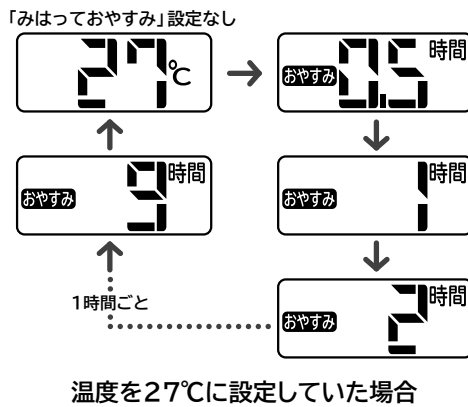 「みはっておやすみ」設定なし
27℃
おやすみ 0.5 時間
おやすみ 9 時間
おやすみ 1 時間
1時間ごと
おやすみ 2 時間
温度を27℃に設定していた場合